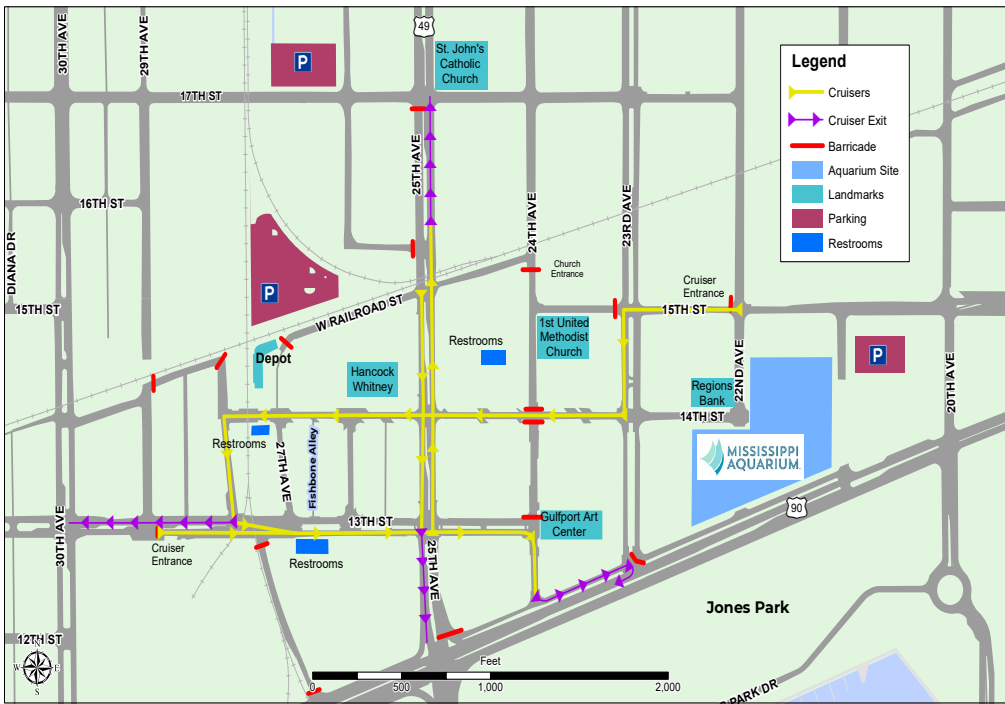 30TH AVE
29TH AVE
49
St. John's
Catholic
Church
P
17TH ST
25TH AVE
24TH AVE
23RD AVE
Legend
Cruisers
Cruiser Exit
Barricade
Aquarium Site
Landmarks
Parking
Restrooms
16TH ST
DIANA DR
Church
Entrance
Cruiser
Entrance
P
15TH ST
15TH ST
W RAILROAD ST
1st United
Methodist
Church
Restrooms
P
Depot
Hancock
Whitney
22ND AVE
20TH AVE
Regions
Bank
14TH ST
Restrooms
27TH AVE
Fishbone Alley
MISSISSIPPI
AQUARIUM
90
13TH ST
Gulfport Art
Center
30TH AVE
Cruiser
Entrance
Restrooms
25TH AVE
Jones Park
12TH ST
N
W
E
S
Feet
0
500
1,000
2,000
PARK DR